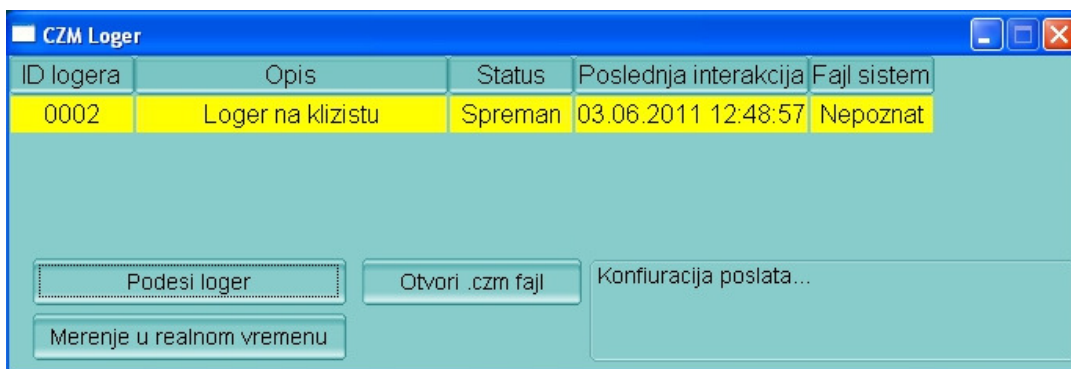 CZM Loger
ID logera Opis Status Poslednja interakcija Fajl sistem
0002 Loger na klizistu Spreman 03.06.2011 12:48:57 Nepoznat
Podesi loger Otvori .czm fajl Konfiuracija poslata...
Merenje u realnom vremenu